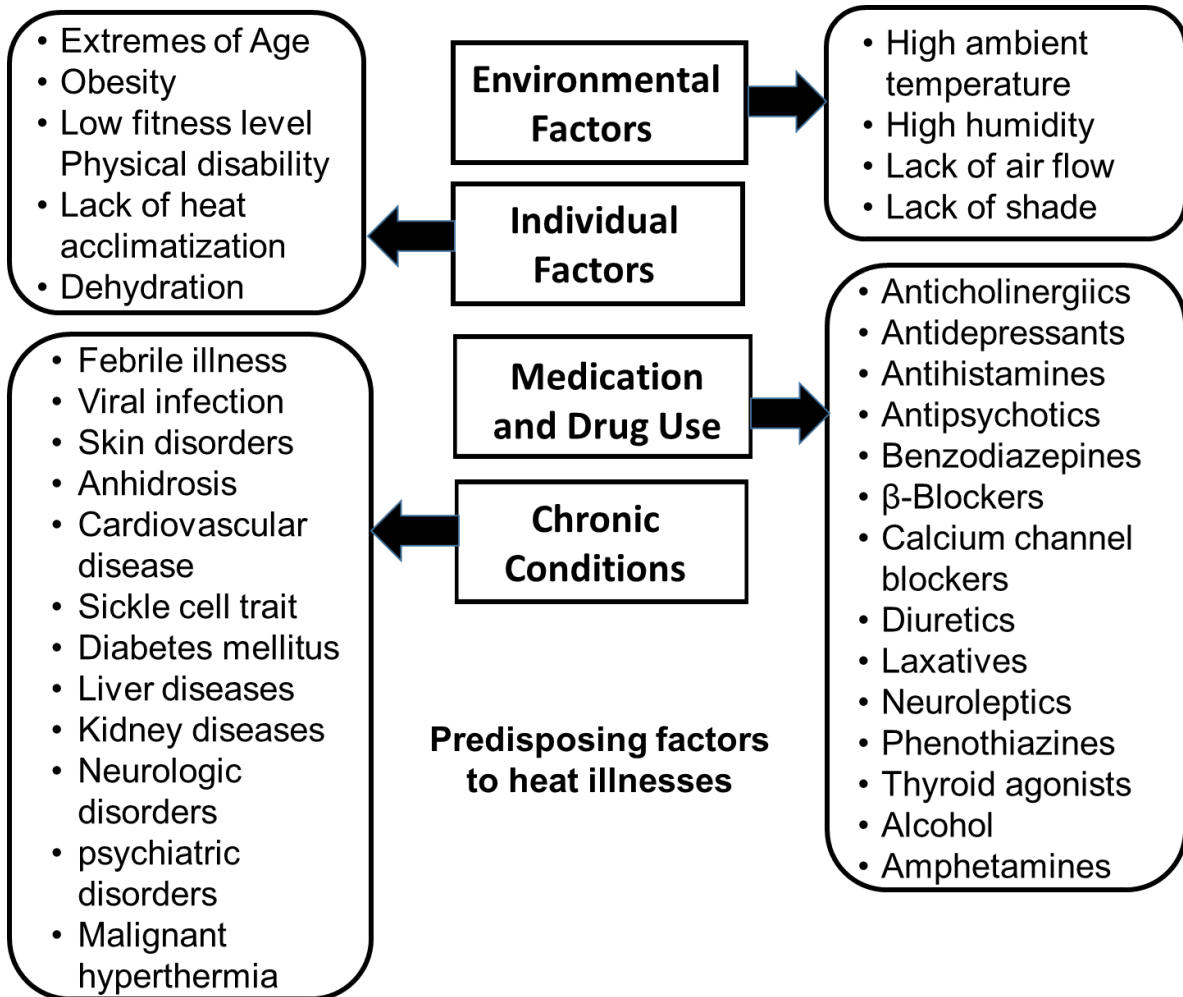 • Extremes of Age
• Obesity
• Low fitness level
Physical disability
• Lack of heat
acclimatization
• Dehydration
Environmental
Factors
• High ambient
temperature
• High humidity
• Lack of air flow
• Lack of shade
Individual
Factors
Medication
and Drug Use
• Anticholinergiics
• Antidepressants
• Antihistamines
• Antipsychotics
• Benzodiazepines
• β-Blockers
• Calcium channel
blockers
• Diuretics
• Laxatives
• Neuroleptics
• Phenothiazines
• Thyroid agonists
• Alcohol
• Amphetamines
• Febrile illness
• Viral infection
• Skin disorders
• Anhidrosis
• Cardiovascular
disease
• Sickle cell trait
• Diabetes mellitus
• Liver diseases
• Kidney diseases
• Neurologic
disorders
• psychiatric
disorders
• Malignant
hyperthermia
Chronic
Conditions
Predisposing factors
to heat illnesses